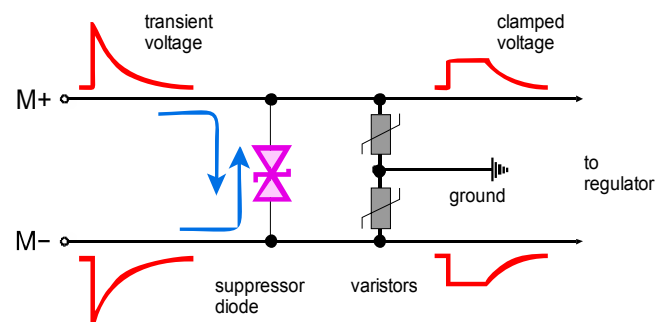 transient
voltage
clamped
voltage
M+
to
regulator
ground
M−
suppressor
diode
varistors